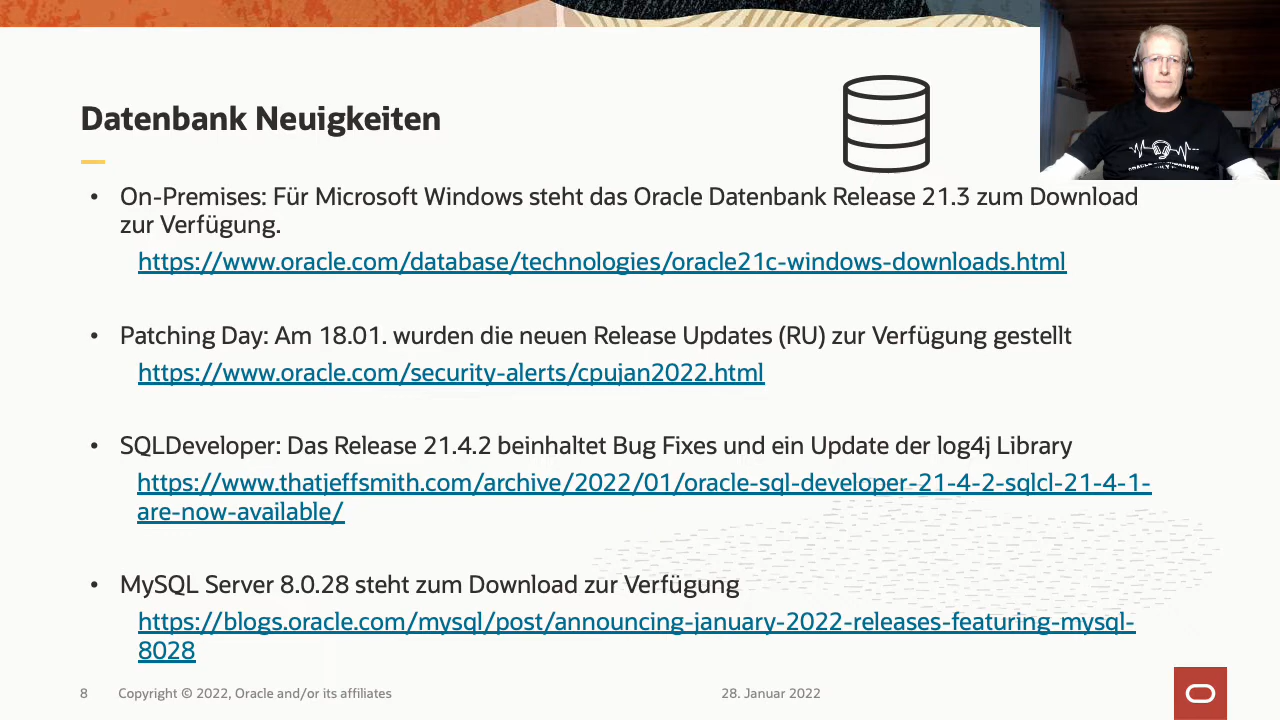 Datenbank Neuigkeiten
• On-Premises: Für Microsoft Windows steht das Oracle Datenbank Release 21.3 zum Download
zur Verfügung.
https://www.oracle.com/database/technologies/oracle21c-windows-downloads.html
• Patching Day: Am 18.01. wurden die neuen Release Updates (RU) zur Verfügung gestellt
https://www.oracle.com/security-alerts/cpujan2022.html
• SQLDeveloper: Das Release 21.4.2 beinhaltet Bug Fixes und ein Update der log4j Library
https://www.thatjeffsmith.com/archive/2022/01/oracle-sql-developer-21-4-2-sqlcl-21-4-1-
are-now-available/
• MySQL Server 8.0.28 steht zum Download zur Verfügung
https://blogs.oracle.com/mysql/post/announcing-january-2022-releases-featuring-mysql-
8028
8 Copyright © 2022, Oracle and/or its affiliates 28. Januar 2022